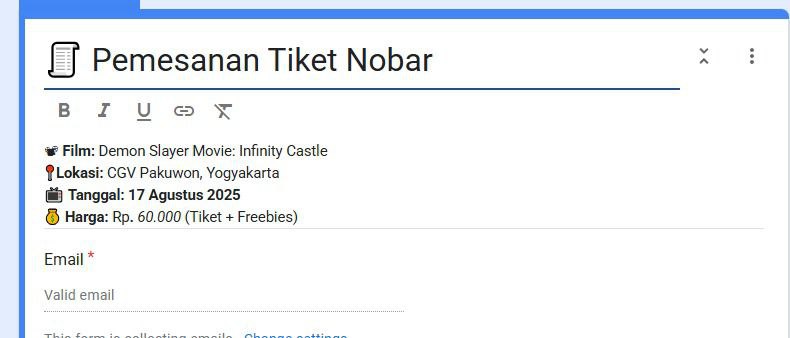 Pemesanan Tiket Nobar
B I U
Film: Demon Slayer Movie: Infinity Castle
Lokasi: CGV Pakuwon, Yogyakarta
Tanggal: 17 Agustus 2025
Harga: Rp. 60.000 (Tiket + Freebies)
Email *
Valid email
This form is collecting emails. Change settings